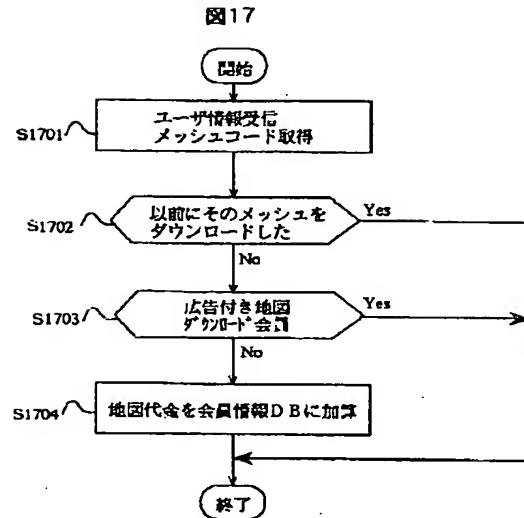 図17
開始
S1701
ユーザ情報受信
メッシュコード取得
S1702
以前にそのメッシュを
ダウンロードした
Yes
No
S1703
広告付き地図
ダウンロード会員
Yes
No
S1704
地図代金を会員情報DBに加算
終了